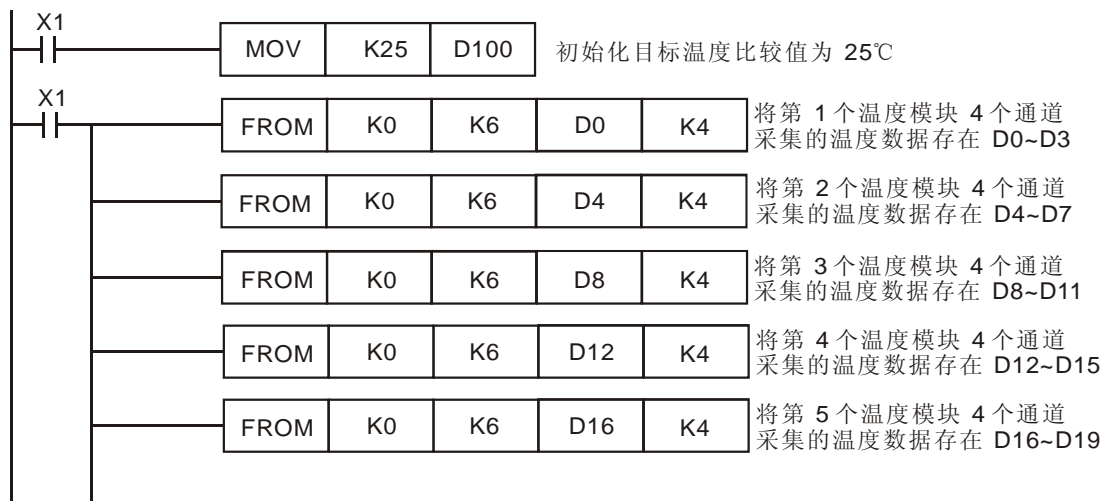 X1
MOV K25 D100 初始化目标温度比较值为 25℃
X1
FROM K0 K6 D0 K4 将第 1 个温度模块 4 个通道
采集的温度数据存在 D0~D3
FROM K0 K6 D4 K4 将第 2 个温度模块 4 个通道
采集的温度数据存在 D4~D7
FROM K0 K6 D8 K4 将第 3 个温度模块 4 个通道
采集的温度数据存在 D8~D11
FROM K0 K6 D12 K4 将第 4 个温度模块 4 个通道
采集的温度数据存在 D12~D15
FROM K0 K6 D16 K4 将第 5 个温度模块 4 个通道
采集的温度数据存在 D16~D19